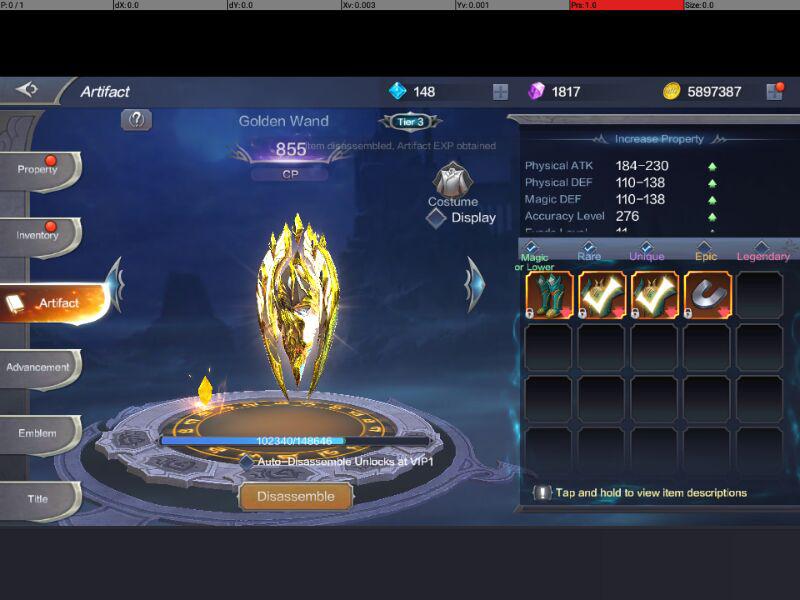 P: 0 / 1 dX: 0.0 dY: 0.0 Xv: 0.003 Yv: 0.001 Prs: 1.0 Size: 0.0
Artifact 148 1817 5897387
Golden Wand Tier 3
Increase Property
855
Item disassembled, Artifact EXP obtained
CP
Costume
Display
Property
Inventory
Artifact
Advancement
Emblem
Title
Physical ATK 184-230
Physical DEF 110-138
Magic DEF 110-138
Accuracy Level 276
Evade Level 11
Magic or Lower
Rare
Unique
Epic
Legendary
102340/148646
Auto-Disassemble Unlocks at VIP1
Disassemble
Tap and hold to view item descriptions